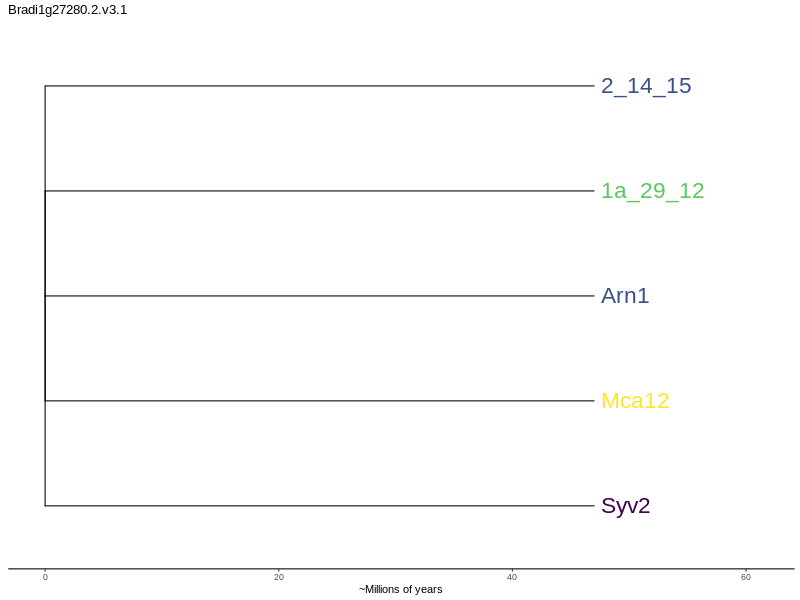 Bradi1g27280.2.v3.1
2_14_15
1a_29_12
Arn1
Mca12
Syv2
0 20 40 60
~Millions of years